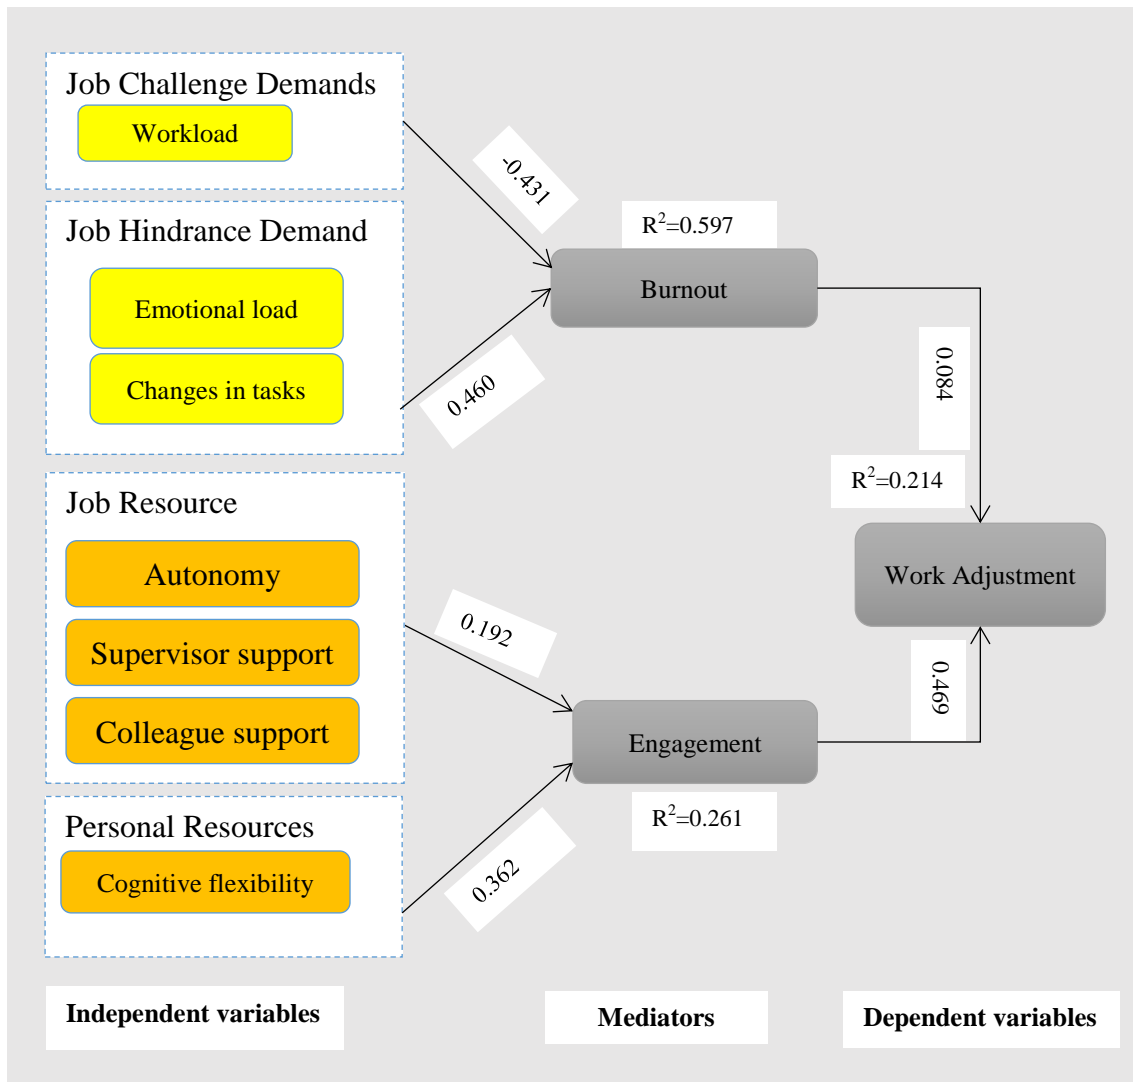 Job Challenge Demands
Workload
-0.431
R²=0.597
Job Hindrance Demand
Emotional load
Burnout
Changes in tasks
0.460
0.084
R²=0.214
Job Resource
Autonomy
Work Adjustment
0.192
Supervisor support
0.469
Colleague support
Engagement
R²=0.261
Personal Resources
Cognitive flexibility
0.362
Independent variables
Mediators
Dependent variables